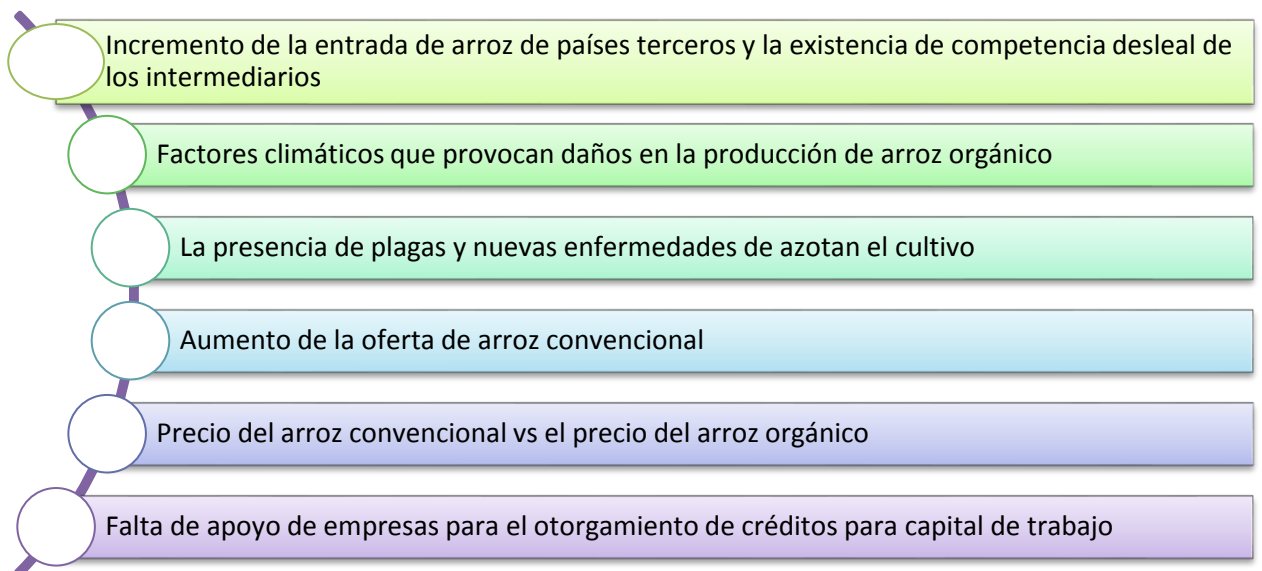 Incremento de la entrada de arroz de países terceros y la existencia de competencia desleal de
los intermediarios
Factores climáticos que provocan daños en la producción de arroz orgánico
La presencia de plagas y nuevas enfermedades de azotan el cultivo
Aumento de la oferta de arroz convencional
Precio del arroz convencional vs el precio del arroz orgánico
Falta de apoyo de empresas para el otorgamiento de créditos para capital de trabajo